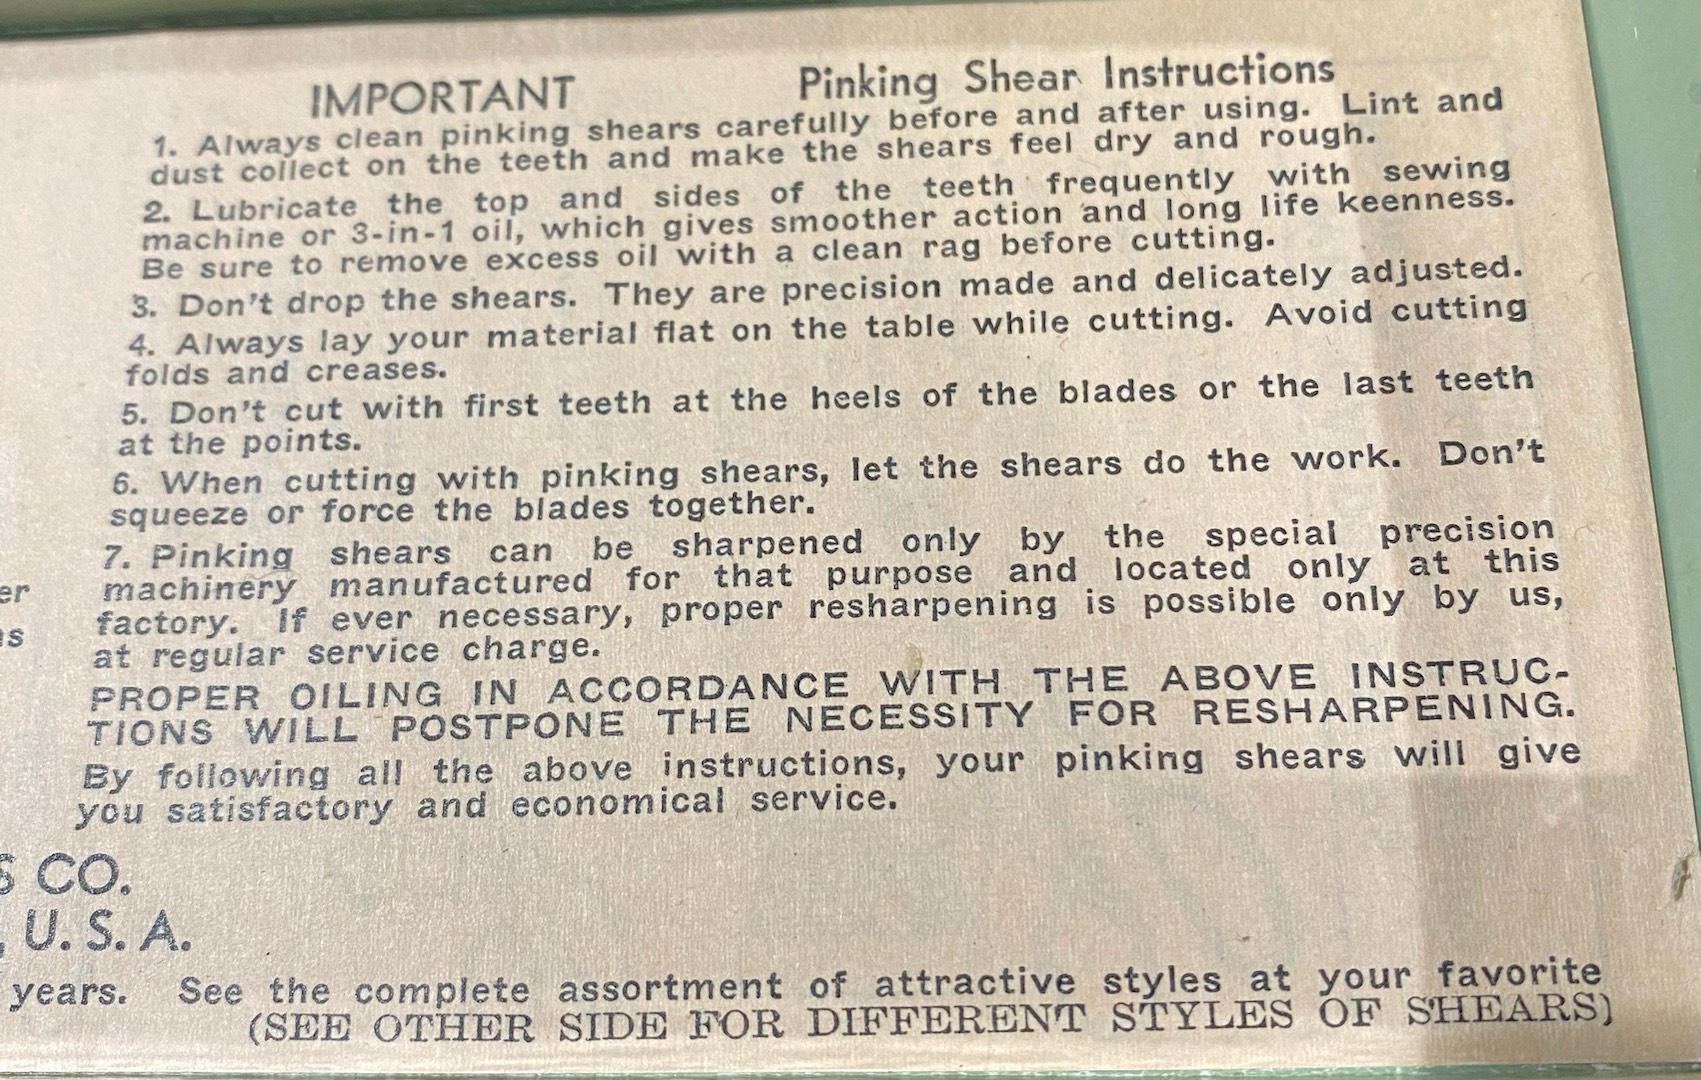 IMPORTANT Pinking Shear Instructions
1. Always clean pinking shears carefully before and after using. Lint and
dust collect on the teeth and make the shears feel dry and rough.
2. Lubricate the top and sides of the teeth frequently with sewing
machine or 3-in-1 oil, which gives smoother action and long life keenness.
Be sure to remove excess oil with a clean rag before cutting.
3. Don't drop the shears. They are precision made and delicately adjusted.
4. Always lay your material flat on the table while cutting. Avoid cutting
folds and creases.
5. Don't cut with first teeth at the heels of the blades or the last teeth
at the points.
6. When cutting with pinking shears, let the shears do the work. Don't
squeeze or force the blades together.
7. Pinking shears can be sharpened only by the special precision
machinery manufactured for that purpose and located only at this
factory. If ever necessary, proper resharpening is possible only by us,
at regular service charge.
PROPER OILING IN ACCORDANCE WITH THE ABOVE INSTRUC-
TIONS WILL POSTPONE THE NECESSITY FOR RESHARPENING.
By following all the above instructions, your pinking shears will give
you satisfactory and economical service.
CO.
, U. S. A.
years. See the complete assortment of attractive styles at your favorite
(SEE OTHER SIDE FOR DIFFERENT STYLES OF SHEARS)